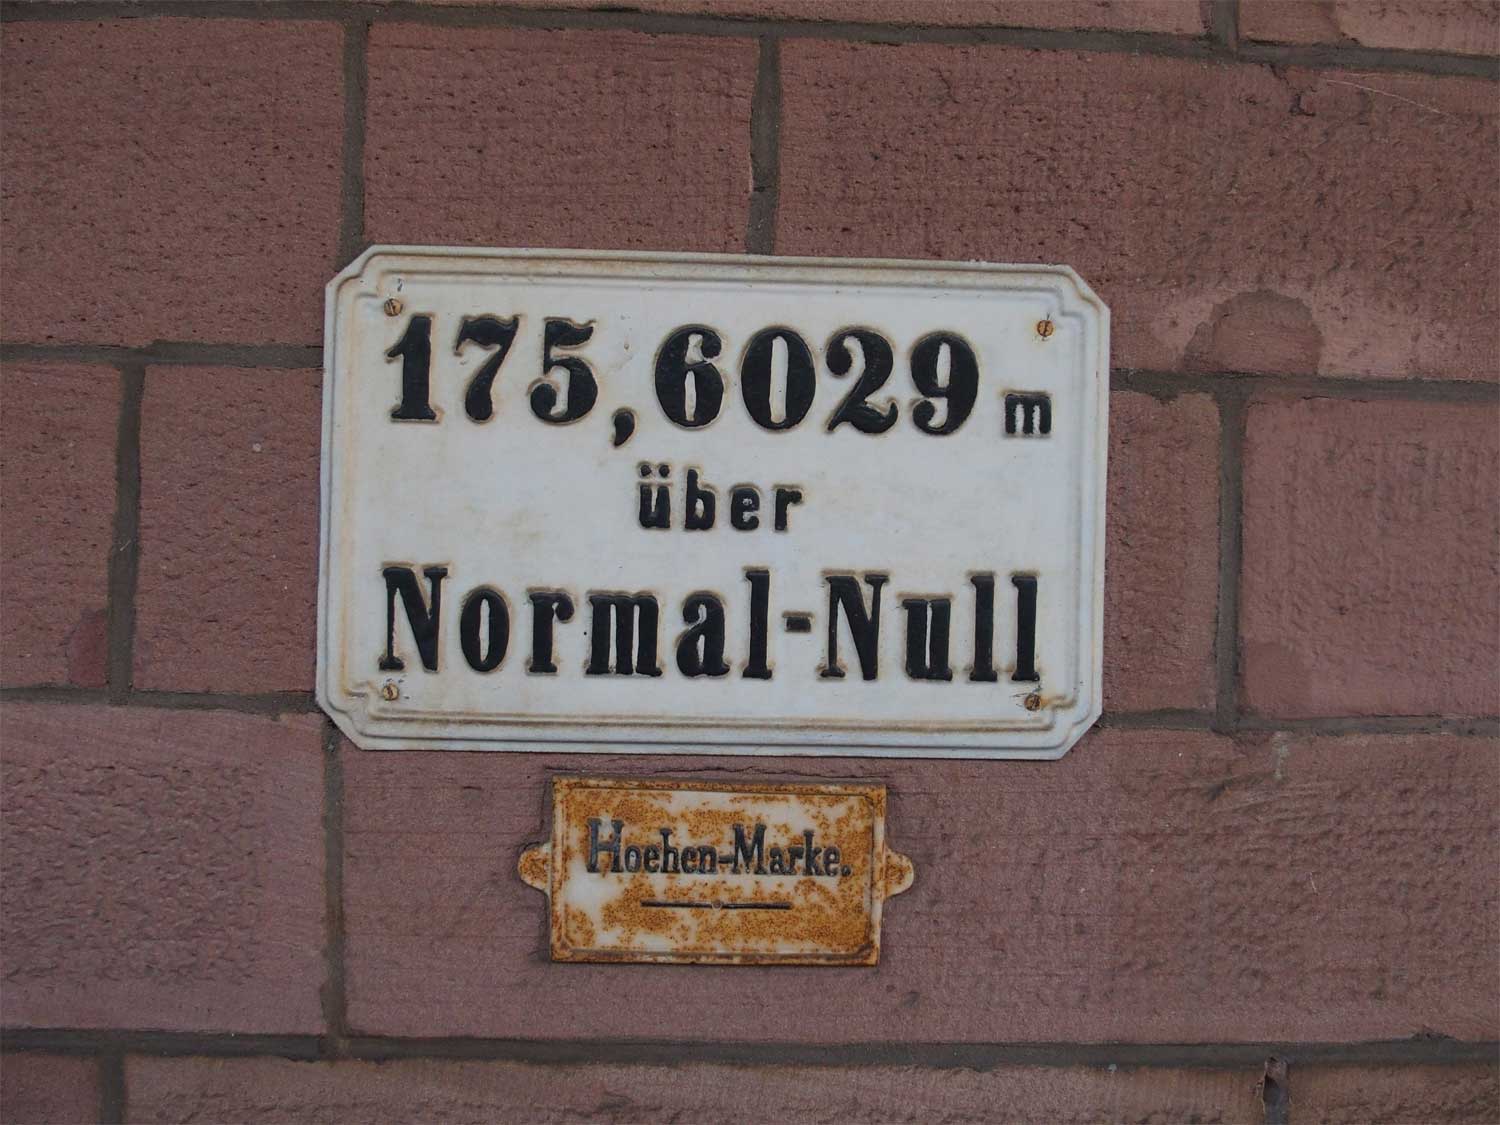 175,6029 m
über
Normal-Null
Hoehen-Marke.